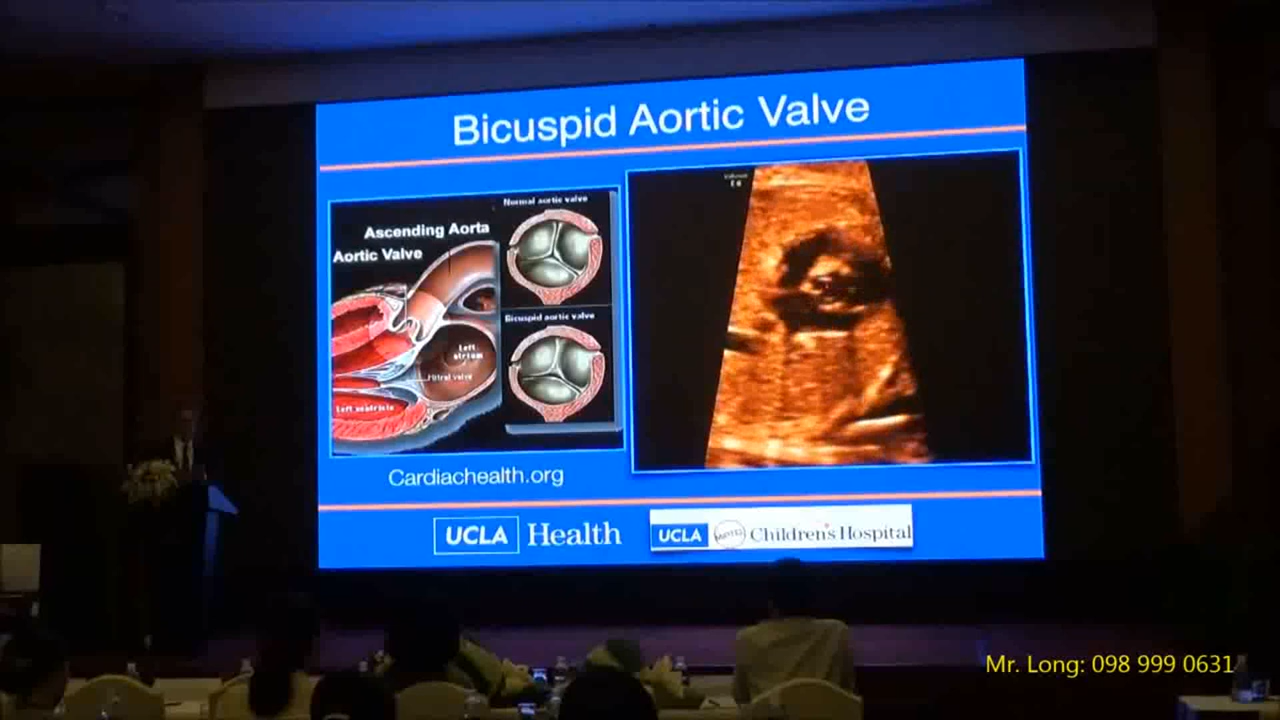 Bicuspid Aortic Valve
Normal aortic valve
Ascending Aorta
Aortic Valve
Bicuspid aortic valve
Left
atrium
Mitral valve
Left ventricle
Cardiachealth.org
UCLA Health
UCLA Children's Hospital
Mr. Long: 098 999 0631